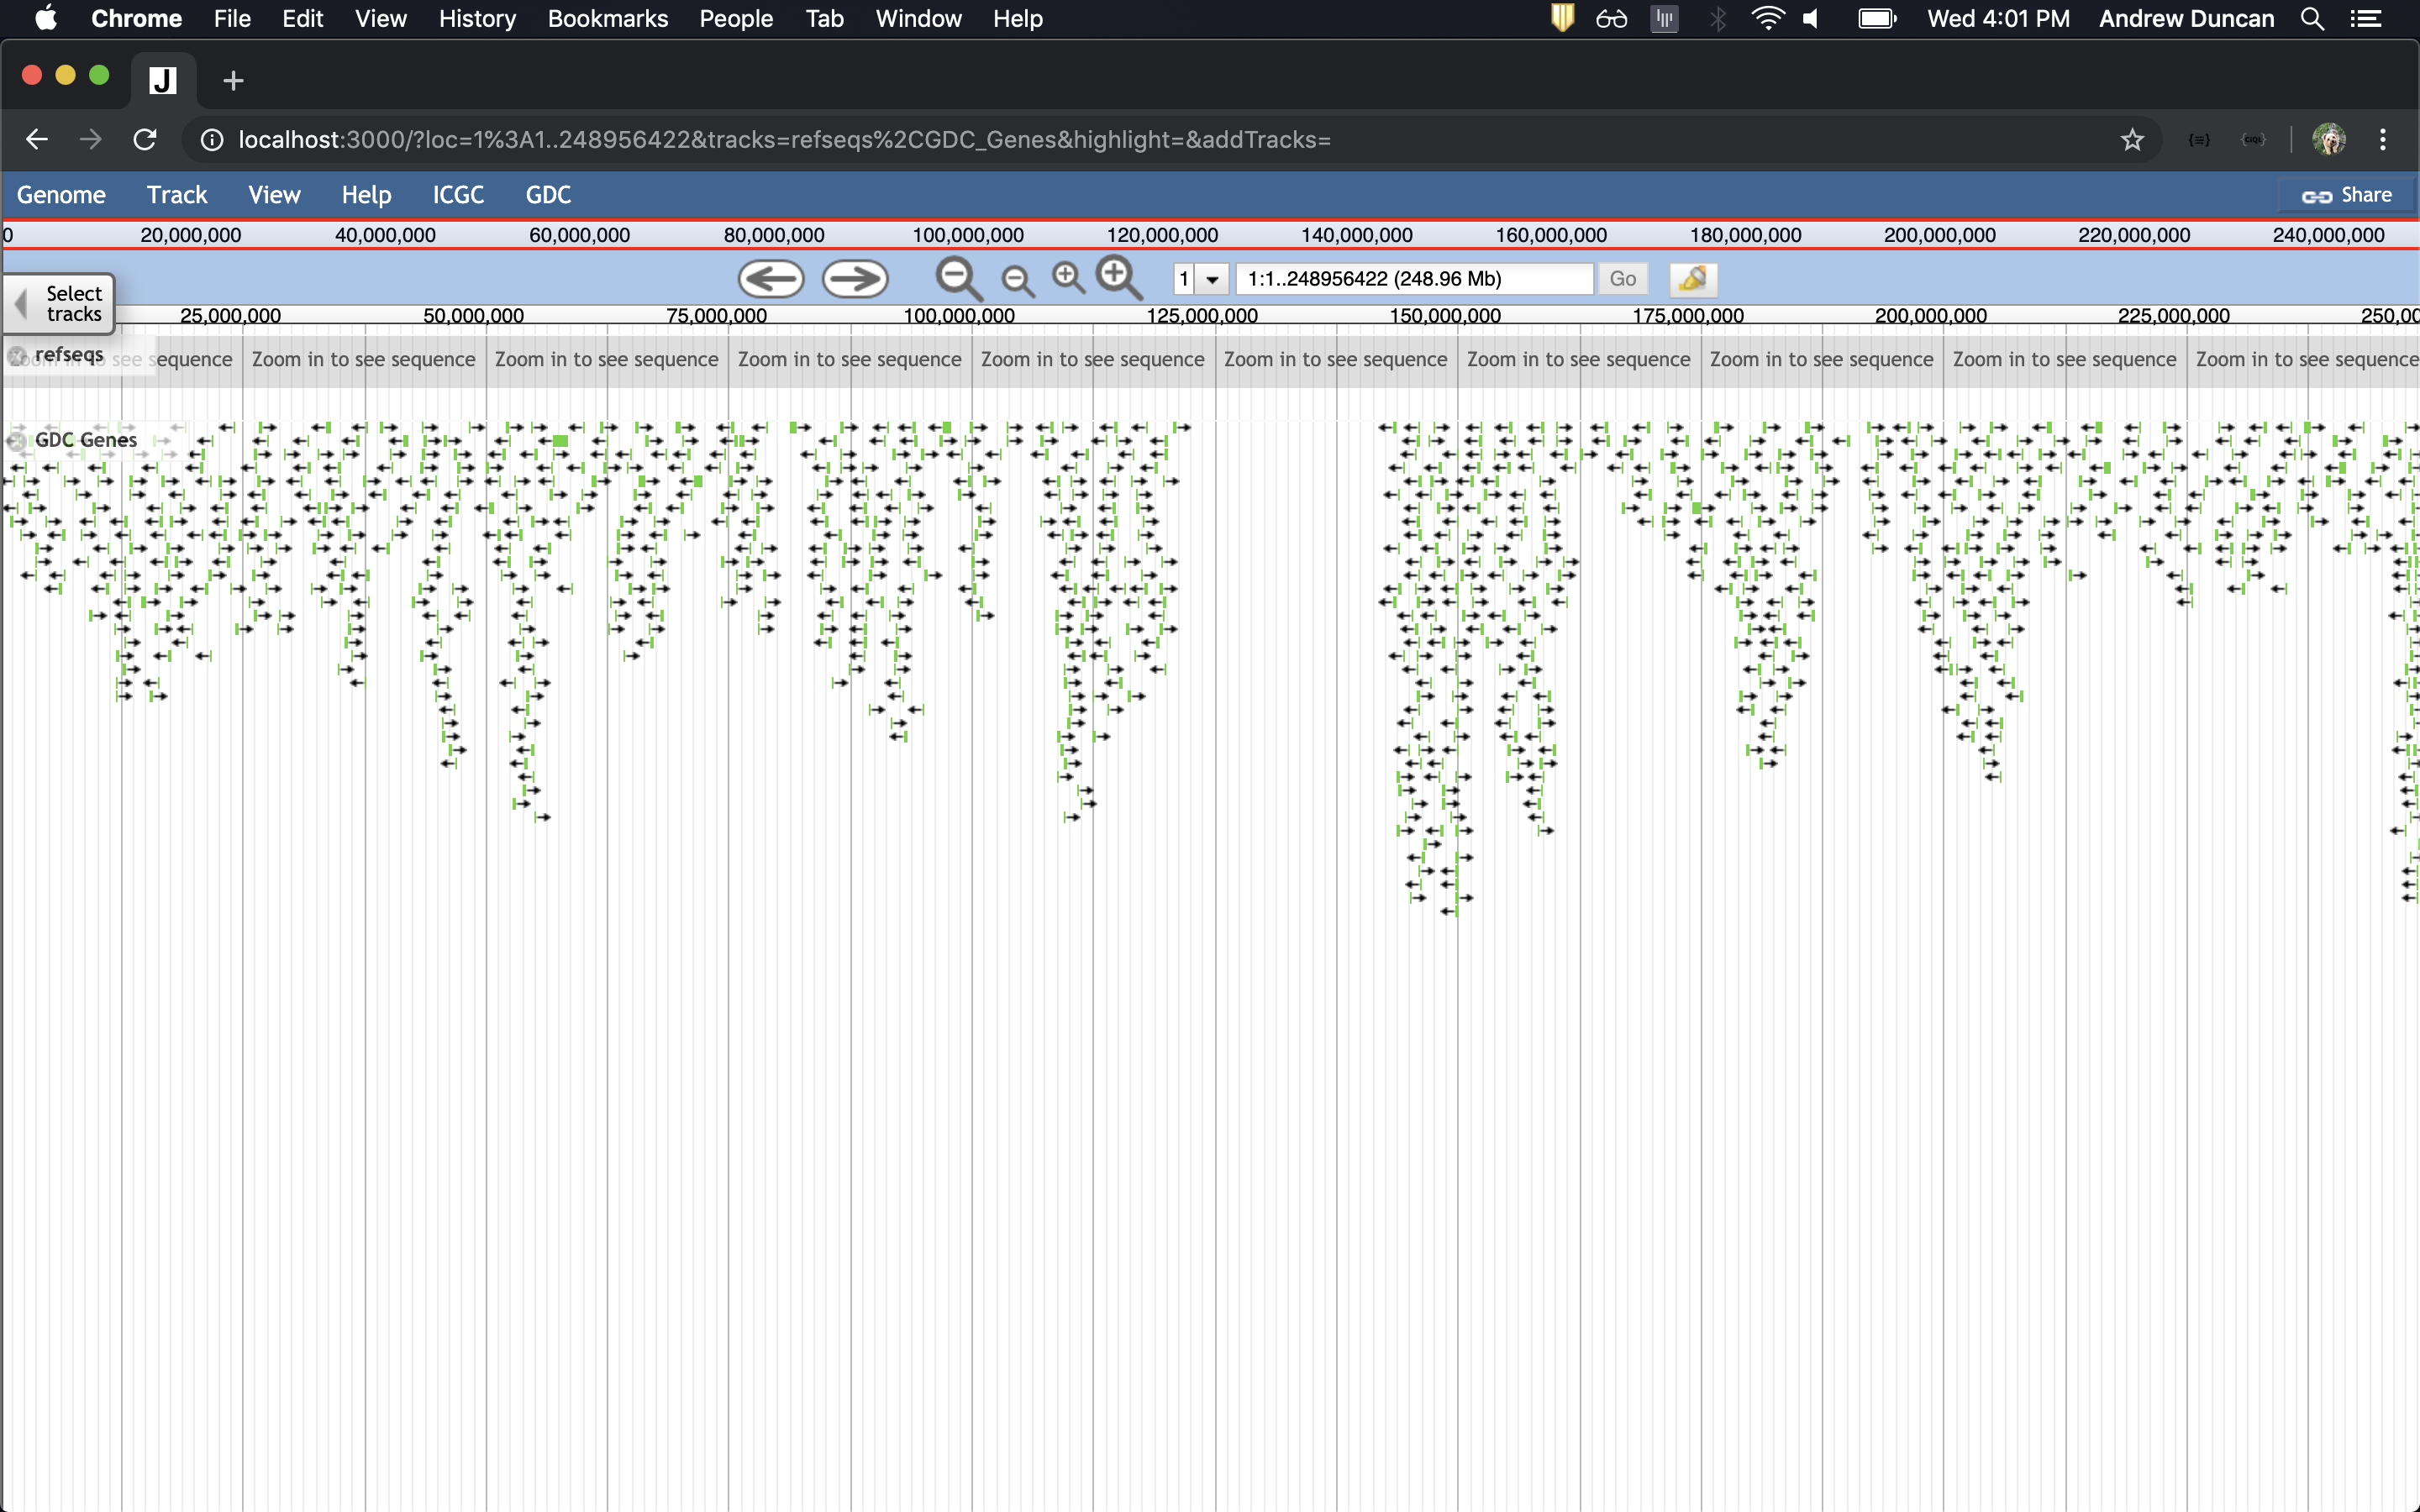 Chrome File Edit View History Bookmarks People Tab Window Help Wed 4:01 PM Andrew Duncan
J
localhost:3000/?loc=1%3A1..248956422&tracks=refseqs%2CGDC_Genes&highlight=&addTracks=
Genome Track View Help ICGC GDC Share
0 20,000,000 40,000,000 60,000,000 80,000,000 100,000,000 120,000,000 140,000,000 160,000,000 180,000,000 200,000,000 220,000,000 240,000,000
1 1:1..248956422 (248.96 Mb) Go
Select
tracks
25,000,000 50,000,000 75,000,000 100,000,000 125,000,000 150,000,000 175,000,000 200,000,000 225,000,000 250,0
refseqs
Zoom in to see sequence Zoom in to see sequence Zoom in to see sequence Zoom in to see sequence Zoom in to see sequence Zoom in to see sequence Zoom in to see sequence Zoom in to see sequence Zoom in to see sequence Zoom in to see sequence
GDC Genes